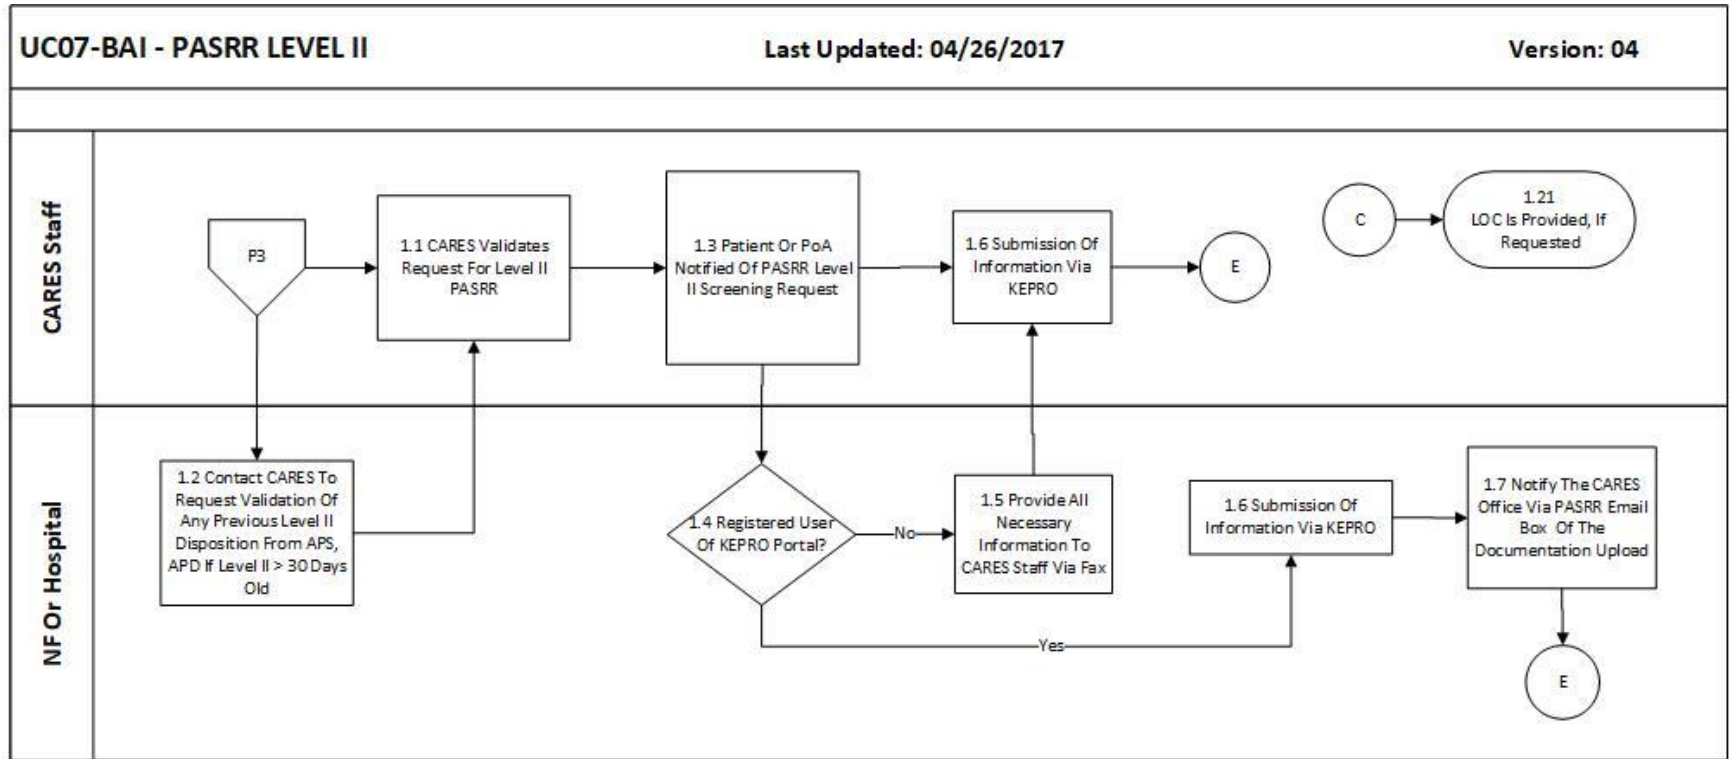 UC07-BAI - PASRR LEVEL II
Last Updated: 04/26/2017
Version: 04
CARES Staff
P3
1.1 CARES Validates
Request For Level II
PASRR
1.3 Patient Or PoA
Notified Of PASRR Level
II Screening Request
1.6 Submission Of
Information Via
KEPRO
E
C
1.21
LOC Is Provided, If
Requested
NF Or Hospital
1.2 Contact CARES To
Request Validation Of
Any Previous Level II
Disposition From APS,
APD If Level II > 30 Days
Old
1.4 Registered User
Of KEPRO Portal?
No
1.5 Provide All
Necessary
Information To
CARES Staff Via Fax
Yes
1.6 Submission Of
Information Via KEPRO
1.7 Notify The CARES
Office Via PASRR Email
Box Of The
Documentation Upload
E